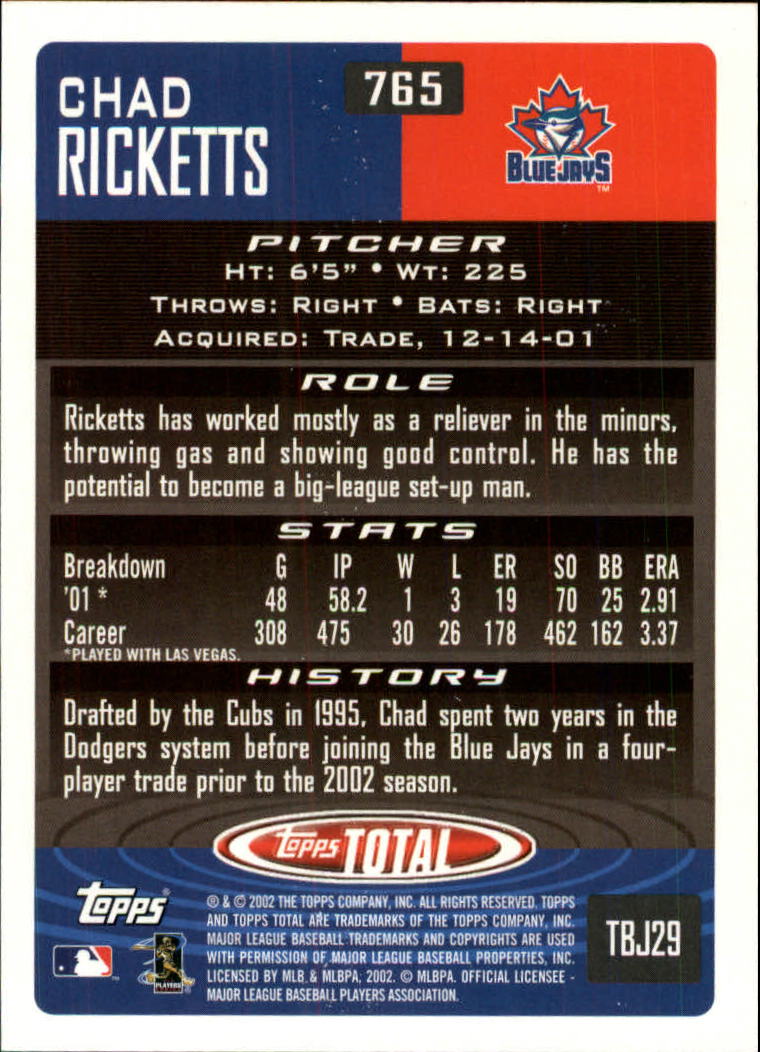 CHAD
RICKETTS
765
BLUE JAYS
TM
PITCHER
HT: 6'5" • WT: 225
THROWS: RIGHT • BATS: RIGHT
ACQUIRED: TRADE, 12-14-01
ROLE
Ricketts has worked mostly as a reliever in the minors,
throwing gas and showing good control. He has the
potential to become a big-league set-up man.
STATS
Breakdown G IP W L ER SO BB ERA
'01 * 48 58.2 1 3 19 70 25 2.91
Career 308 475 30 26 178 462 162 3.37
*PLAYED WITH LAS VEGAS.
HISTORY
Drafted by the Cubs in 1995, Chad spent two years in the
Dodgers system before joining the Blue Jays in a four-
player trade prior to the 2002 season.
Topps TOTAL
Topps®
® & © 2002 THE TOPPS COMPANY, INC. ALL RIGHTS RESERVED. TOPPS
AND TOPPS TOTAL ARE TRADEMARKS OF THE TOPPS COMPANY, INC.
MAJOR LEAGUE BASEBALL TRADEMARKS AND COPYRIGHTS ARE USED
WITH PERMISSION OF MAJOR LEAGUE BASEBALL PROPERTIES, INC.
LICENSED BY MLB & MLBPA, 2002. © MLBPA. OFFICIAL LICENSEE -
MAJOR LEAGUE BASEBALL PLAYERS ASSOCIATION.
TBJ29
PLAYERS